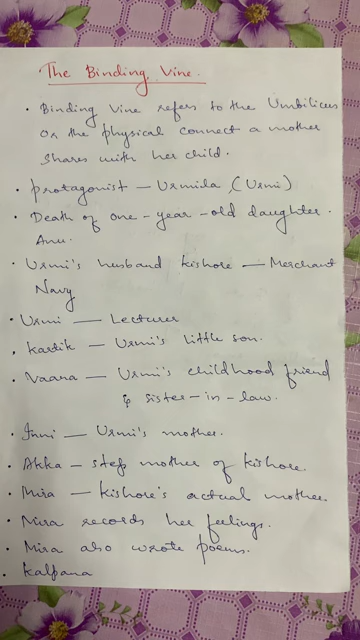 The Binding Vine.
• Binding Vine refers to the Umbilicus
Or the physical connect a mother
shares with her child.
• protagonist — Urmila (Urmi)
• Death of one-year-old daughter.
Anu.
• Urmi's husband Kishore — Merchant
Navy
• Urmi — Lecturer
• Kartik — Urmi's little son.
• Vaana — Urmi's childhood friend
& sister-in-law.
• Inni — Urmi's mother.
• Akka — step mother of Kishore.
• Mira — Kishore's actual mother.
• Mira records her feelings.
• Mira also wrote poems.
• Kalpana